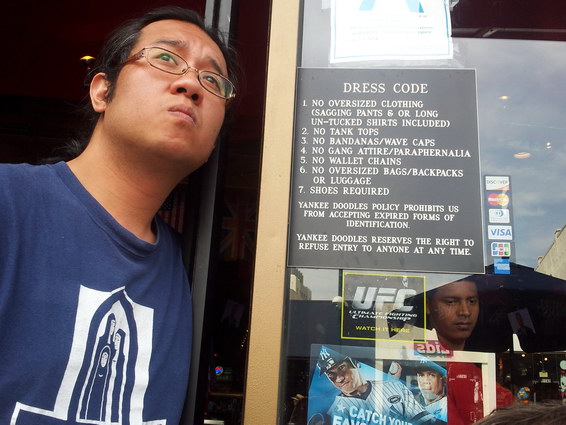 DRESS CODE
1. NO OVERSIZED CLOTHING
(SAGGING PANTS & OR LONG
UN-TUCKED SHIRTS INCLUDED)
2. NO TANK TOPS
3. NO BANDANAS/WAVE CAPS
4. NO GANG ATTIRE/PARAPHERNALIA
5. NO WALLET CHAINS
6. NO OVERSIZED BAGS/BACKPACKS
OR LUGGAGE
7. SHOES REQUIRED
YANKEE DOODLES POLICY PROHIBITS US
FROM ACCEPTING EXPIRED FORMS OF
IDENTIFICATION.
YANKEE DOODLES RESERVES THE RIGHT TO
REFUSE ENTRY TO ANYONE AT ANY TIME.
DISCOVER
MasterCard
VISA
JCB
UFC
ULTIMATE FIGHTING
CHAMPIONSHIP
WATCH IT HERE
CATCH YOUR